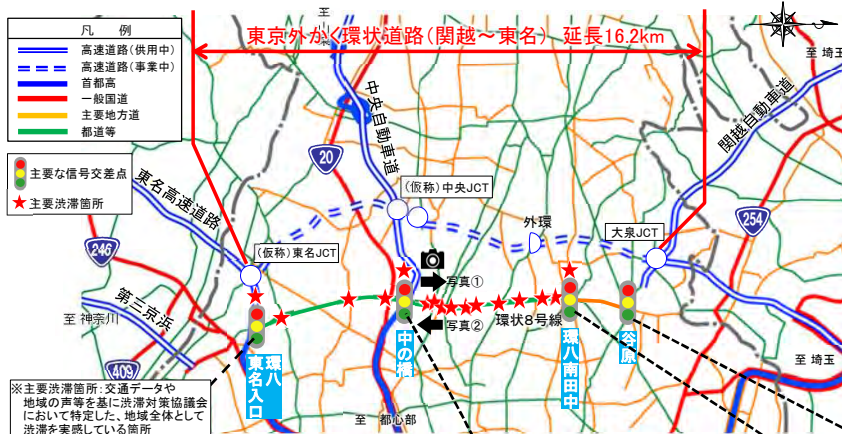 至 山
東京外かく環状道路(関越～東名) 延長16.2km
凡 例
高速道路(供用中)
高速道路(事業中)
首都高
一般国道
主要地方道
都道等
主要な信号交差点
主要渋滞箇所
至 埼玉
中央自動車道
関越自動車道
東名高速道路
20
(仮称)中央JCT
外環
大泉JCT
254
246
(仮称)東名JCT
写真①
第三京浜
至 神奈川
写真②
環状8号線
409
環八
東名入口
中の橋
環八南田中
谷原
至 埼玉
至 都心部
※主要渋滞箇所:交通データや
地域の声等を基に渋滞対策協議会
において特定した、地域全体として
渋滞を実感している箇所